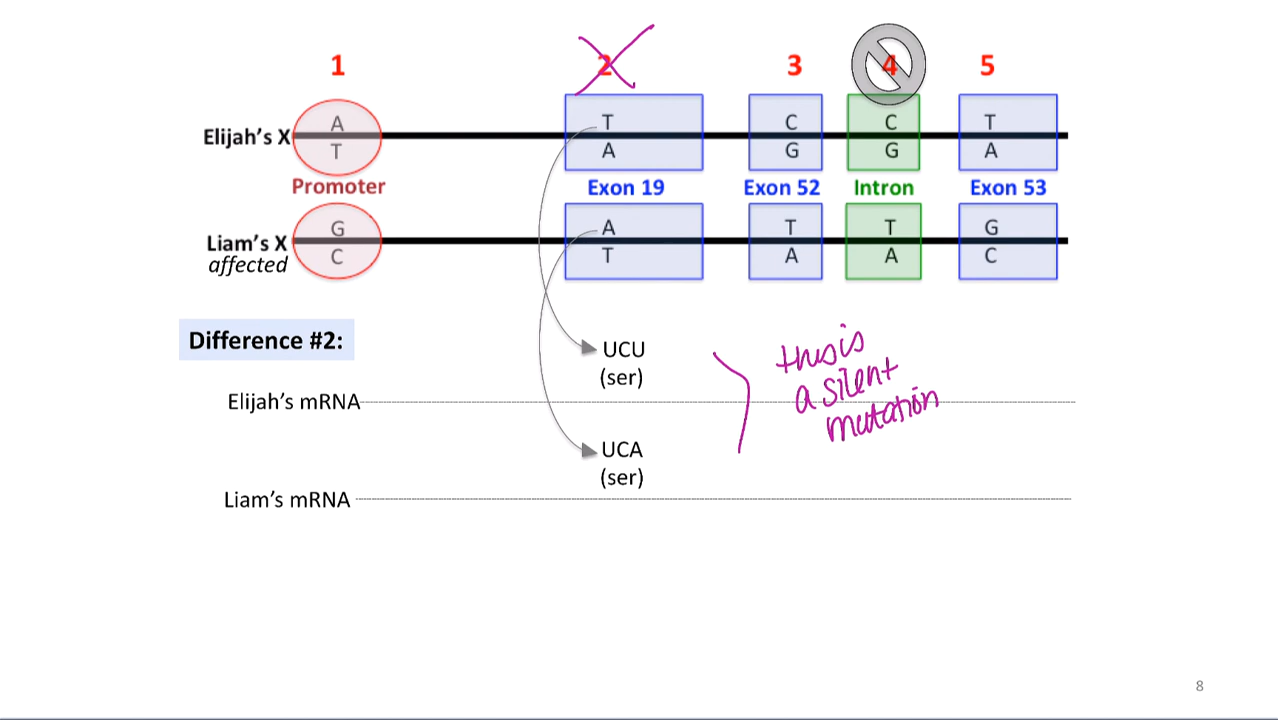 1 2 3 4 5
Elijah's X A T C C T
T A G G A
Promoter Exon 19 Exon 52 Intron Exon 53
Liam's X G A T T G
affected C T A A C
Difference #2:
UCU
(ser)
Elijah's mRNA
UCA
(ser)
Liam's mRNA
this is
a silent
mutation
8